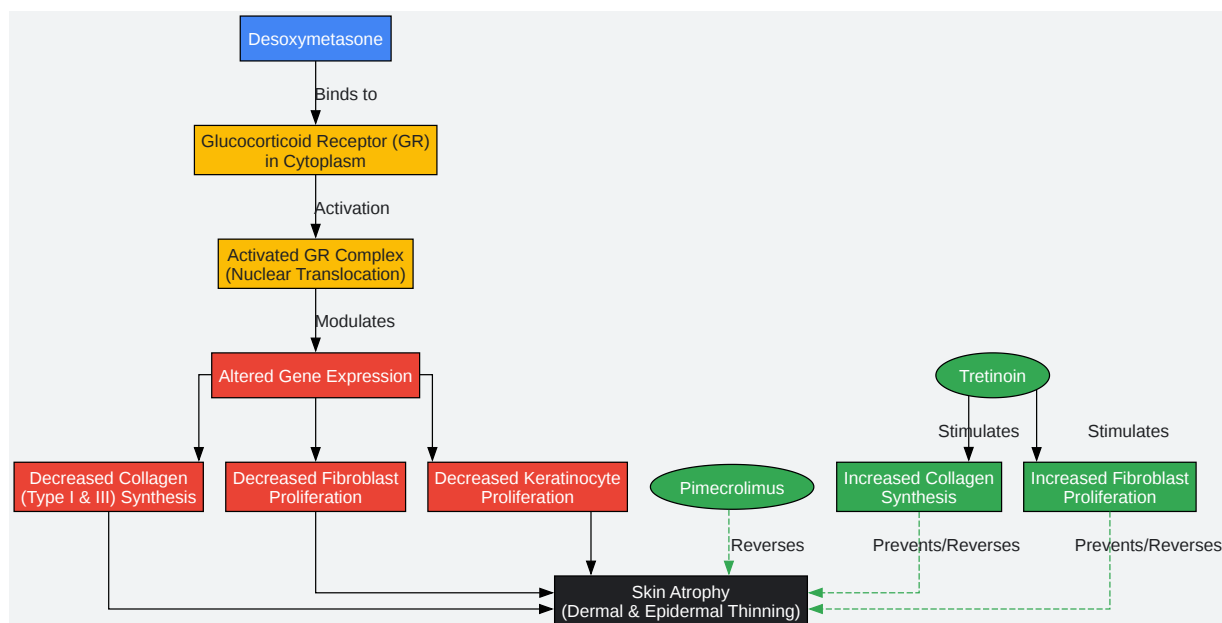 Desoxymetasone
Binds to
Glucocorticoid Receptor (GR)
in Cytoplasm
Activation
Activated GR Complex
(Nuclear Translocation)
Modulates
Altered Gene Expression
Tretinoin
Stimulates
Stimulates
Decreased Collagen
(Type I & III) Synthesis
Decreased Fibroblast
Proliferation
Decreased Keratinocyte
Proliferation
Pimecrolimus
Increased Collagen
Synthesis
Increased Fibroblast
Proliferation
Reverses
Prevents/Reverses
Prevents/Reverses
Skin Atrophy
(Dermal & Epidermal Thinning)